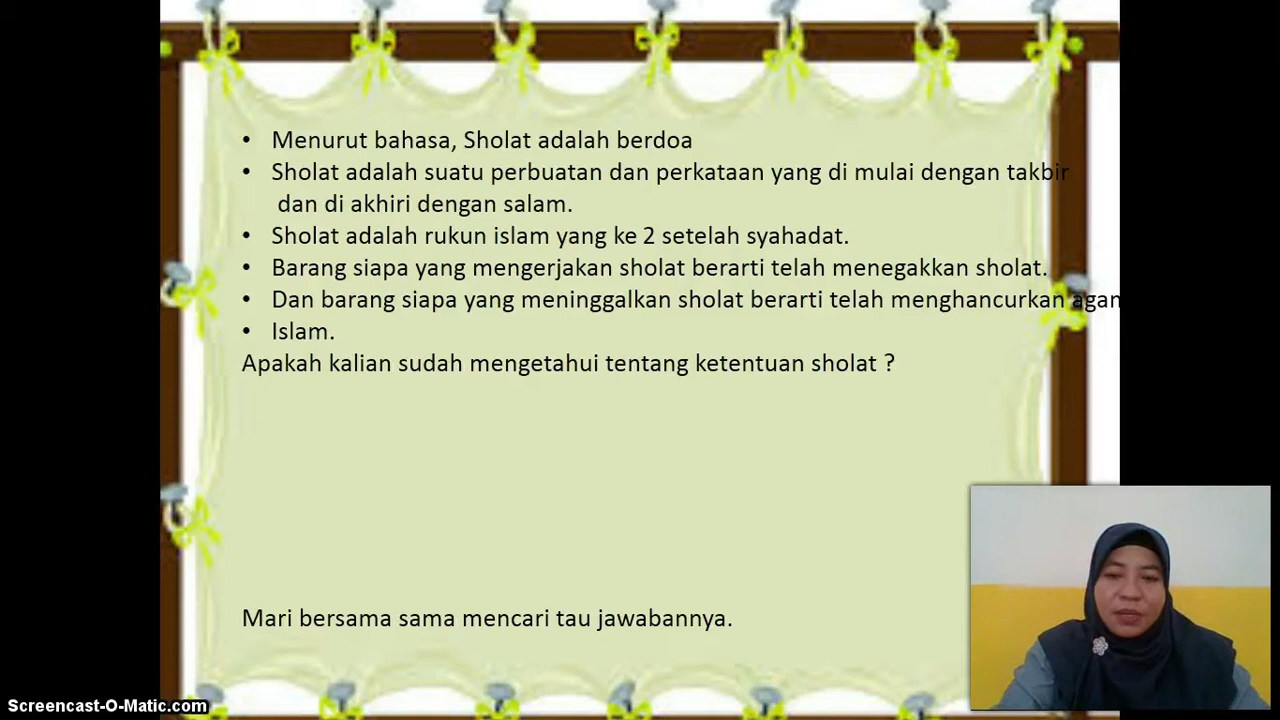 • Menurut bahasa, Sholat adalah berdoa
• Sholat adalah suatu perbuatan dan perkataan yang di mulai dengan takbir
dan di akhiri dengan salam.
• Sholat adalah rukun islam yang ke 2 setelah syahadat.
• Barang siapa yang mengerjakan sholat berarti telah menegakkan sholat.
• Dan barang siapa yang meninggalkan sholat berarti telah menghancurkan
• Islam.
Apakah kalian sudah mengetahui tentang ketentuan sholat ?
Mari bersama sama mencari tau jawabannya.
Screencast-O-Matic.com